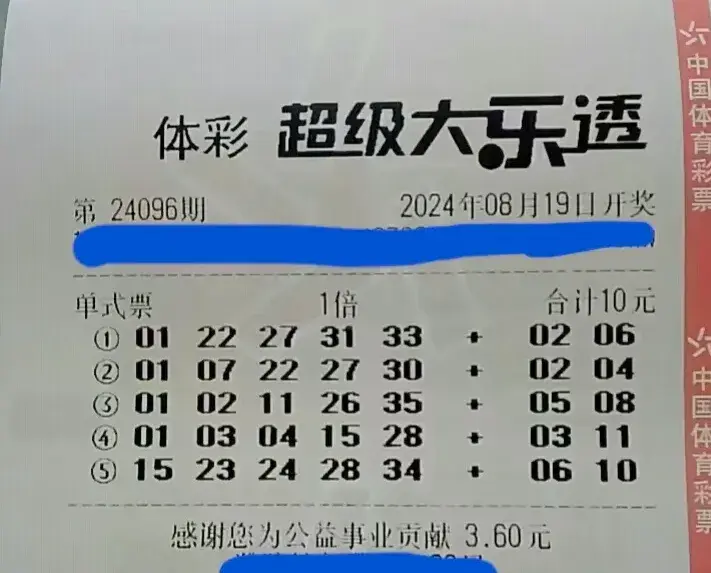 体彩 超级大乐透
第 24096期 2024年08月19日开奖
单式票 1倍 合计10元
① 01 22 27 31 33 + 02 06
② 01 07 22 27 30 + 02 04
③ 01 02 11 26 35 + 05 08
④ 01 03 04 15 28 + 03 11
⑤ 15 23 24 28 34 + 06 10
感谢您为公益事业贡献 3.60元
中国体育彩票
中国体育彩票